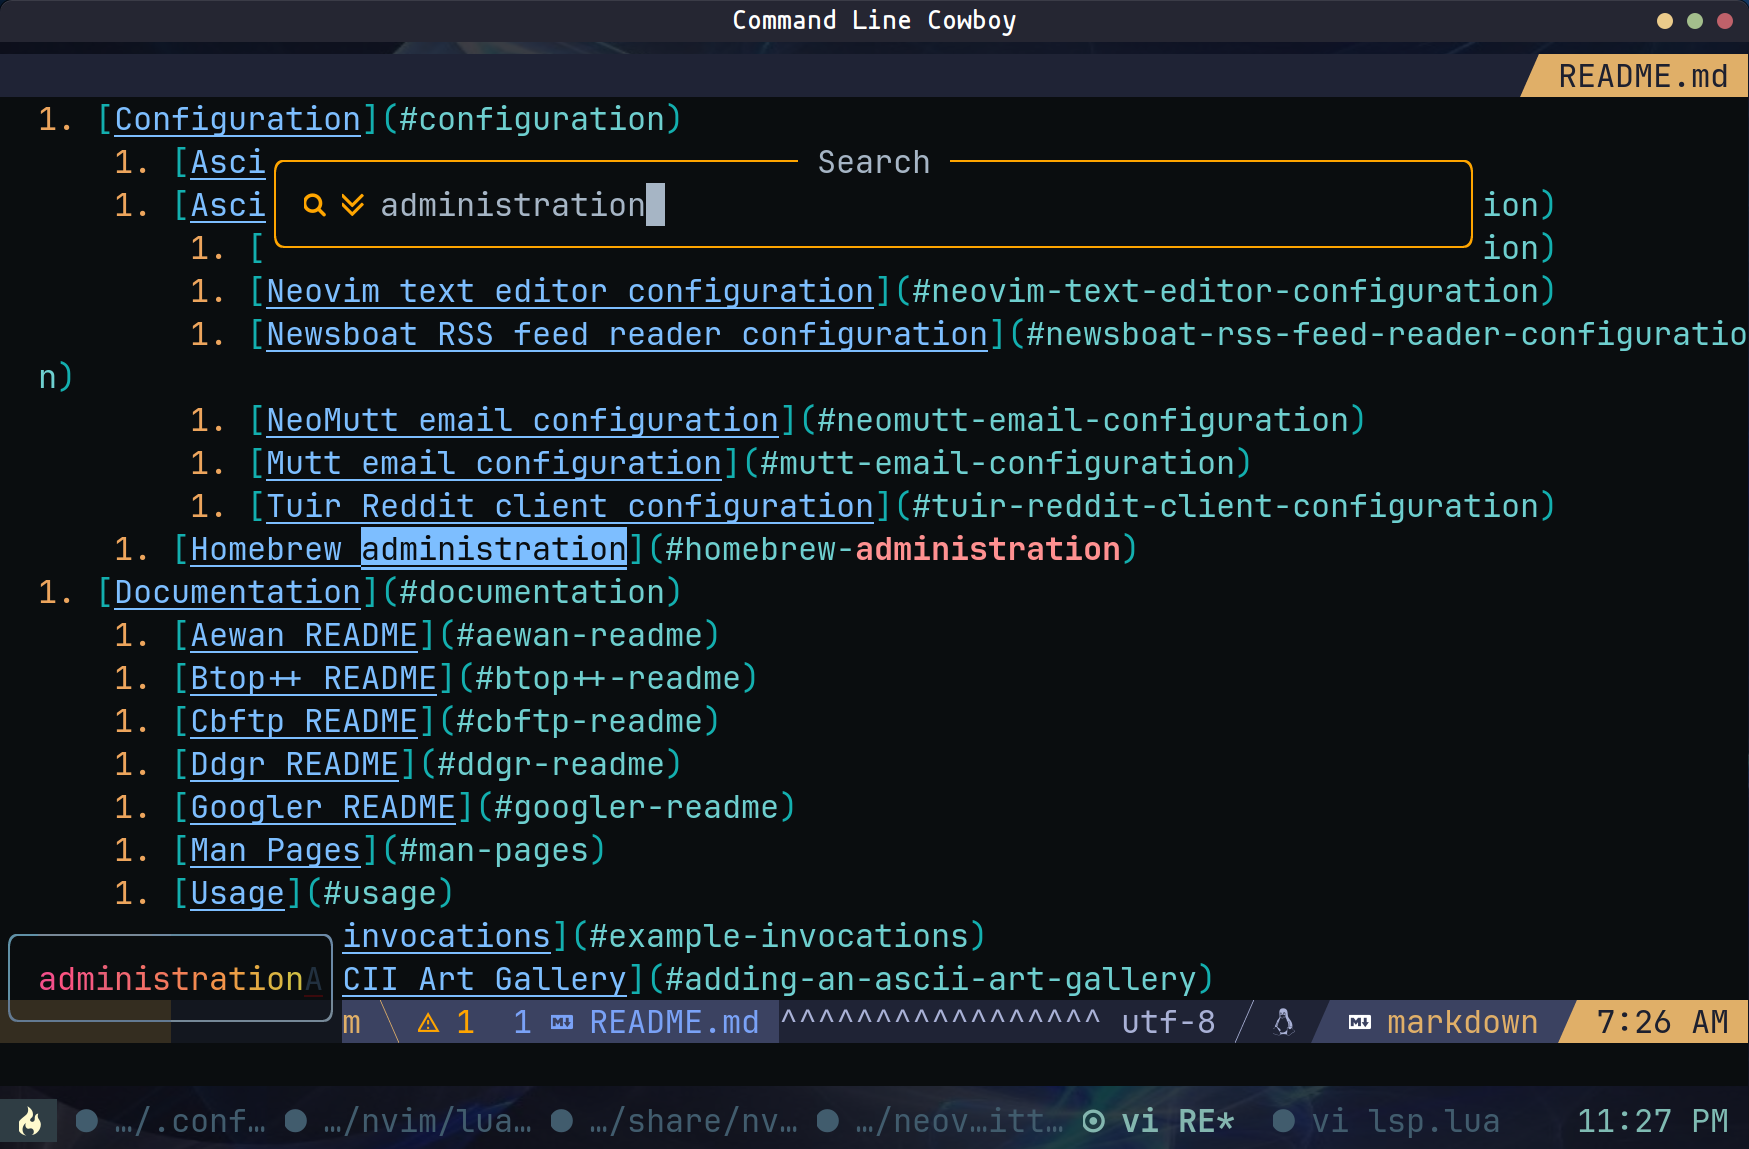 Command Line Cowboy
README.md
1. [Configuration](#configuration)
1. [Asci
Search
1. [Asci
administration
ion)
1. [
ion)
1. [Neovim text editor configuration](#neovim-text-editor-configuration)
1. [Newsboat RSS feed reader configuration](#newsboat-rss-feed-reader-configuratio
n)
1. [NeoMutt email configuration](#neomutt-email-configuration)
1. [Mutt email configuration](#mutt-email-configuration)
1. [Tuir Reddit client configuration](#tuir-reddit-client-configuration)
1. [Homebrew administration](#homebrew-administration)
1. [Documentation](#documentation)
1. [Aewan README](#aewan-readme)
1. [Btop++ README](#btop++-readme)
1. [Cbftp README](#cbftp-readme)
1. [Ddgr README](#ddgr-readme)
1. [Googler README](#googler-readme)
1. [Man Pages](#man-pages)
1. [Usage](#usage)
invocations](#example-invocations)
administrationA
CII Art Gallery](#adding-an-ascii-art-gallery)
m 1 1 README.md ^^^^^^^^^^^^^^^^^ utf-8 markdown 7:26 AM
…/.conf… …/nvim/lua… …/share/nv… …/neov…itt… vi RE* vi lsp.lua 11:27 PM